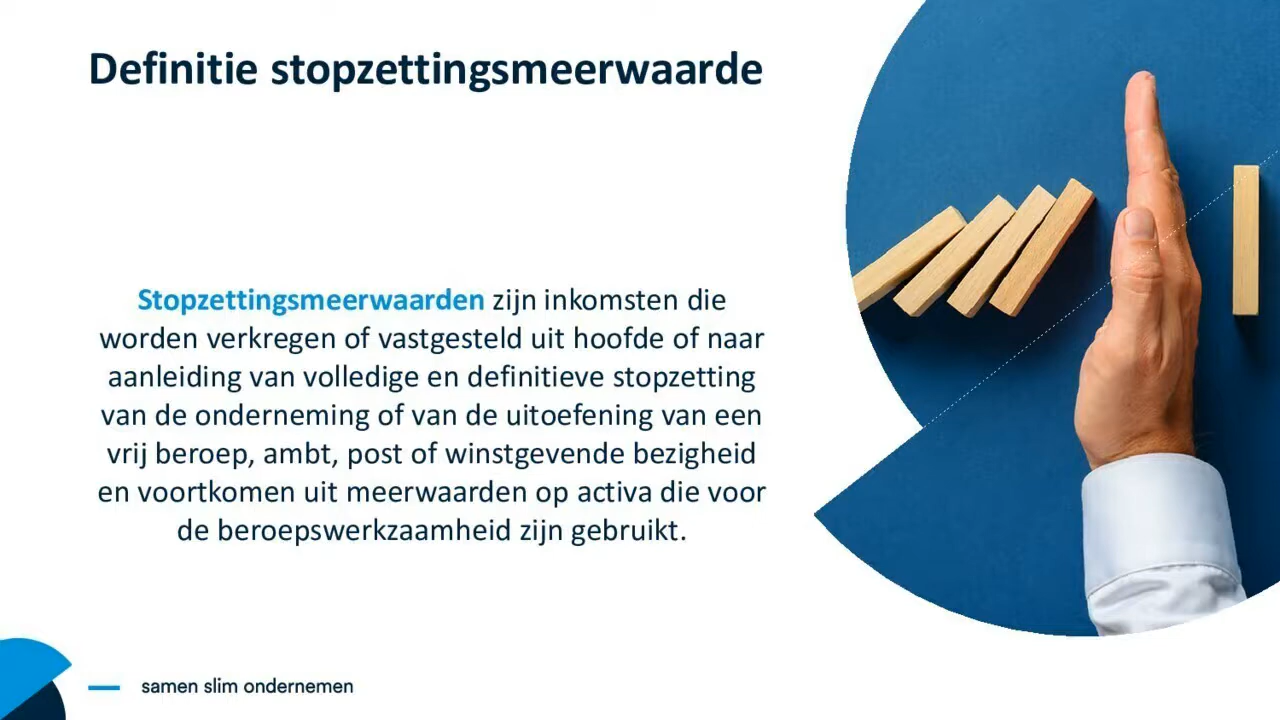 Definitie stopzettingsmeerwaarde
Stopzettingsmeerwaarden zijn inkomsten die
worden verkregen of vastgesteld uit hoofde of naar
aanleiding van volledige en definitieve stopzetting
van de onderneming of van de uitoefening van een
vrij beroep, ambt, post of winstgevende bezigheid
en voortkomen uit meerwaarden op activa die voor
de beroepswerkzaamheid zijn gebruikt.
samen slim ondernemen